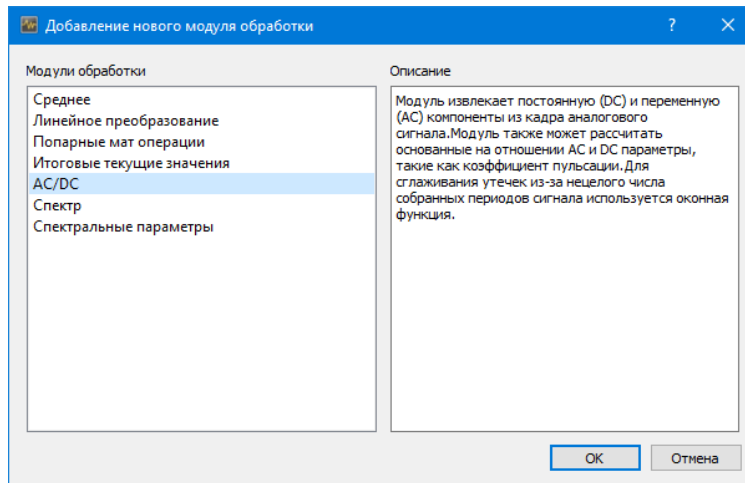 Добавление нового модуля обработки
Модули обработки
Среднее
Линейное преобразование
Попарные мат операции
Итоговые текущие значения
AC/DC
Спектр
Спектральные параметры
Описание
Модуль извлекает постоянную (DC) и переменную
(AC) компоненты из кадра аналогового
сигнала.Модуль также может рассчитать
основанные на отношении AC и DC параметры,
такие как коэффициент пульсации.Для
сглаживания утечек из-за нецелого числа
собранных периодов сигнала используется оконная
функция.
OK
Отмена